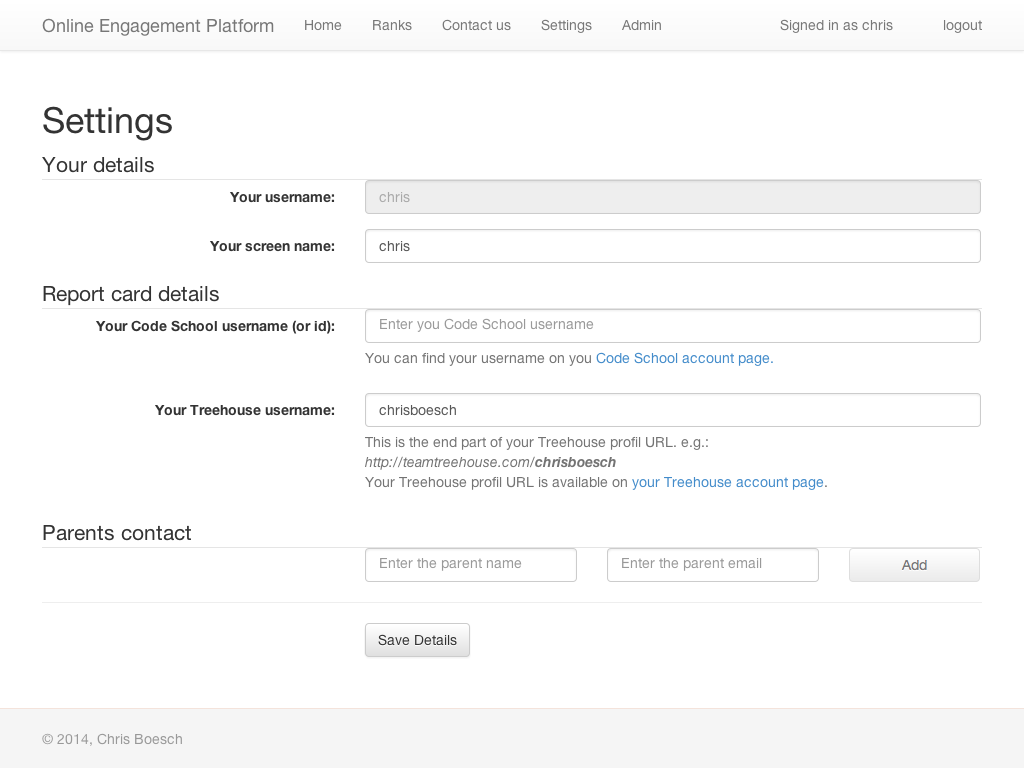 Online Engagement Platform Home Ranks Contact us Settings Admin Signed in as chris logout
Settings
Your details
Your username: chris
Your screen name: chris
Report card details
Your Code School username (or id): Enter you Code School username
You can find your username on you Code School account page.
Your Treehouse username: chrisboesch
This is the end part of your Treehouse profil URL. e.g.:
http://teamtreehouse.com/chrisboesch
Your Treehouse profil URL is available on your Treehouse account page.
Parents contact
Enter the parent name Enter the parent email Add
Save Details
© 2014, Chris Boesch